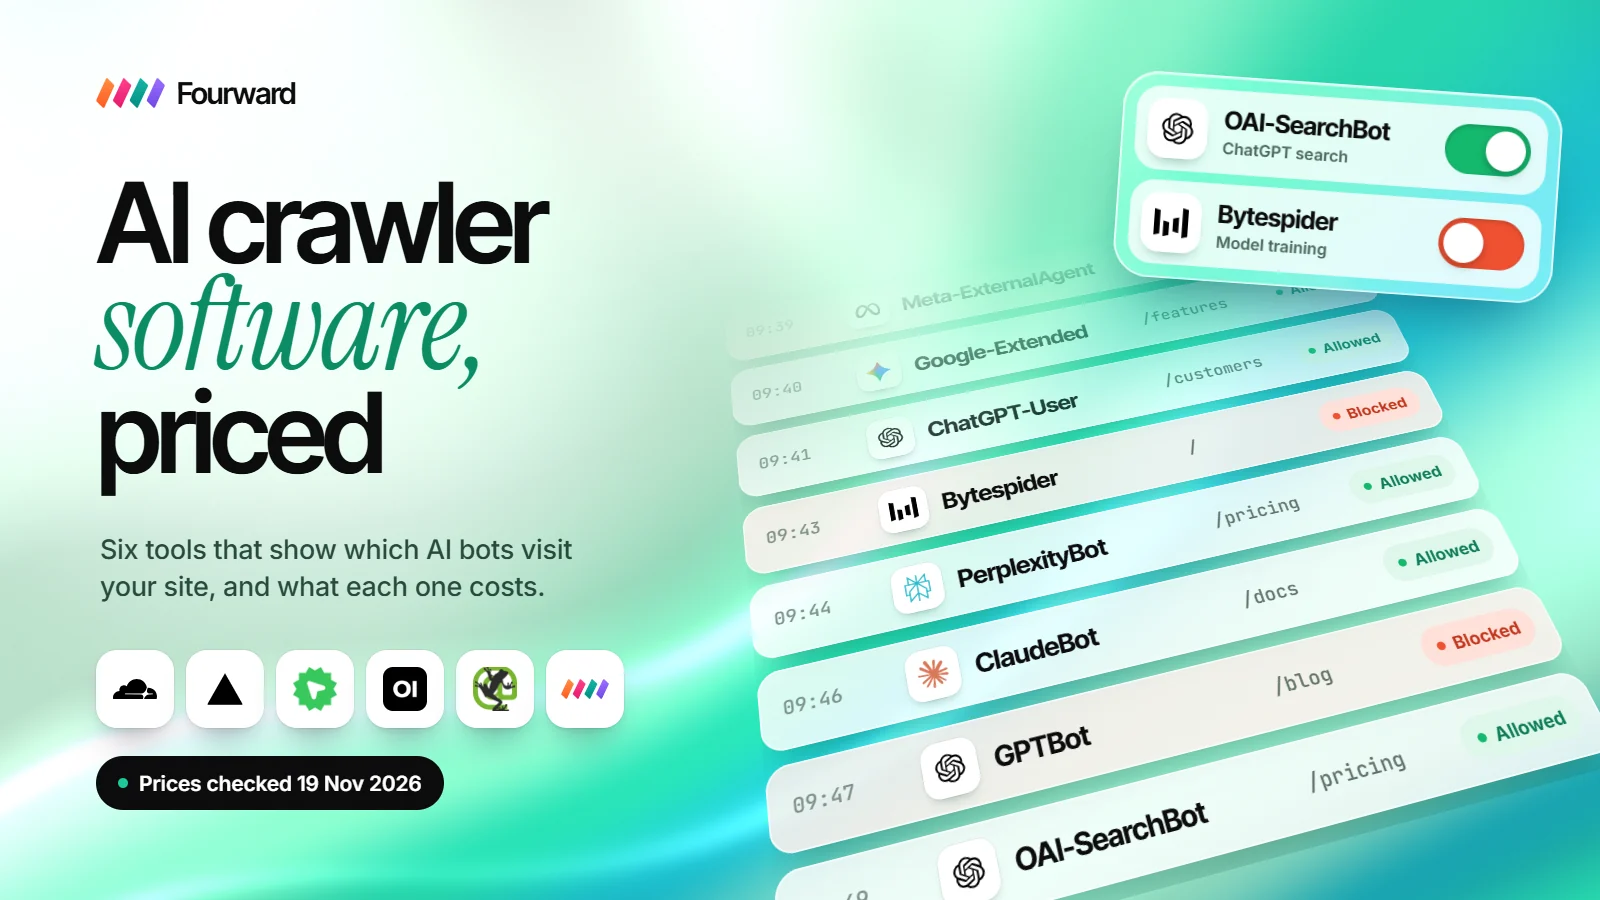 Fourward
AI crawler
software,
priced
Six tools that show which AI bots visit
your site, and what each one costs.
OI
Prices checked 19 Nov 2026
OAI-SearchBot
ChatGPT search
Bytespider
Model training
09:39 Meta-ExternalAgent
09:40 Google-Extended /features
09:41 ChatGPT-User /customers Allowed
09:43 Bytespider / Blocked
09:44 PerplexityBot /pricing Allowed
09:46 ClaudeBot /docs Allowed
09:47 GPTBot /blog Blocked
OAI-SearchBot /pricing Allowed